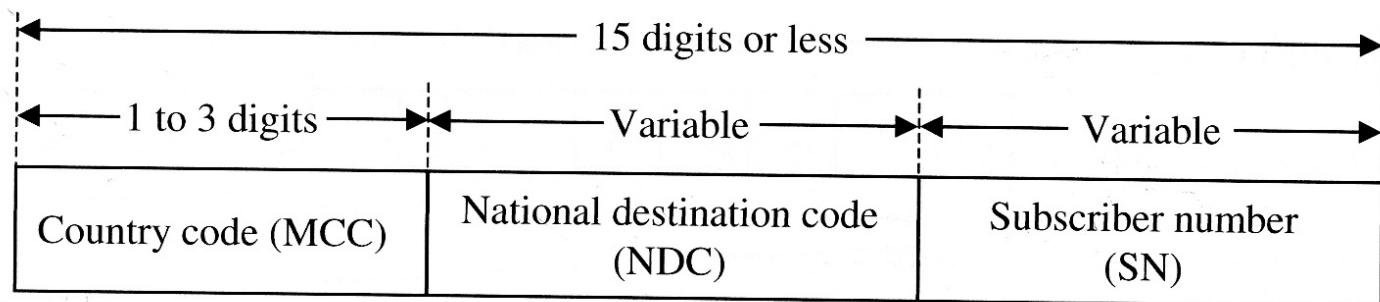 15 digits or less
1 to 3 digits
Variable
Variable
Country code (MCC)
National destination code
(NDC)
Subscriber number
(SN)